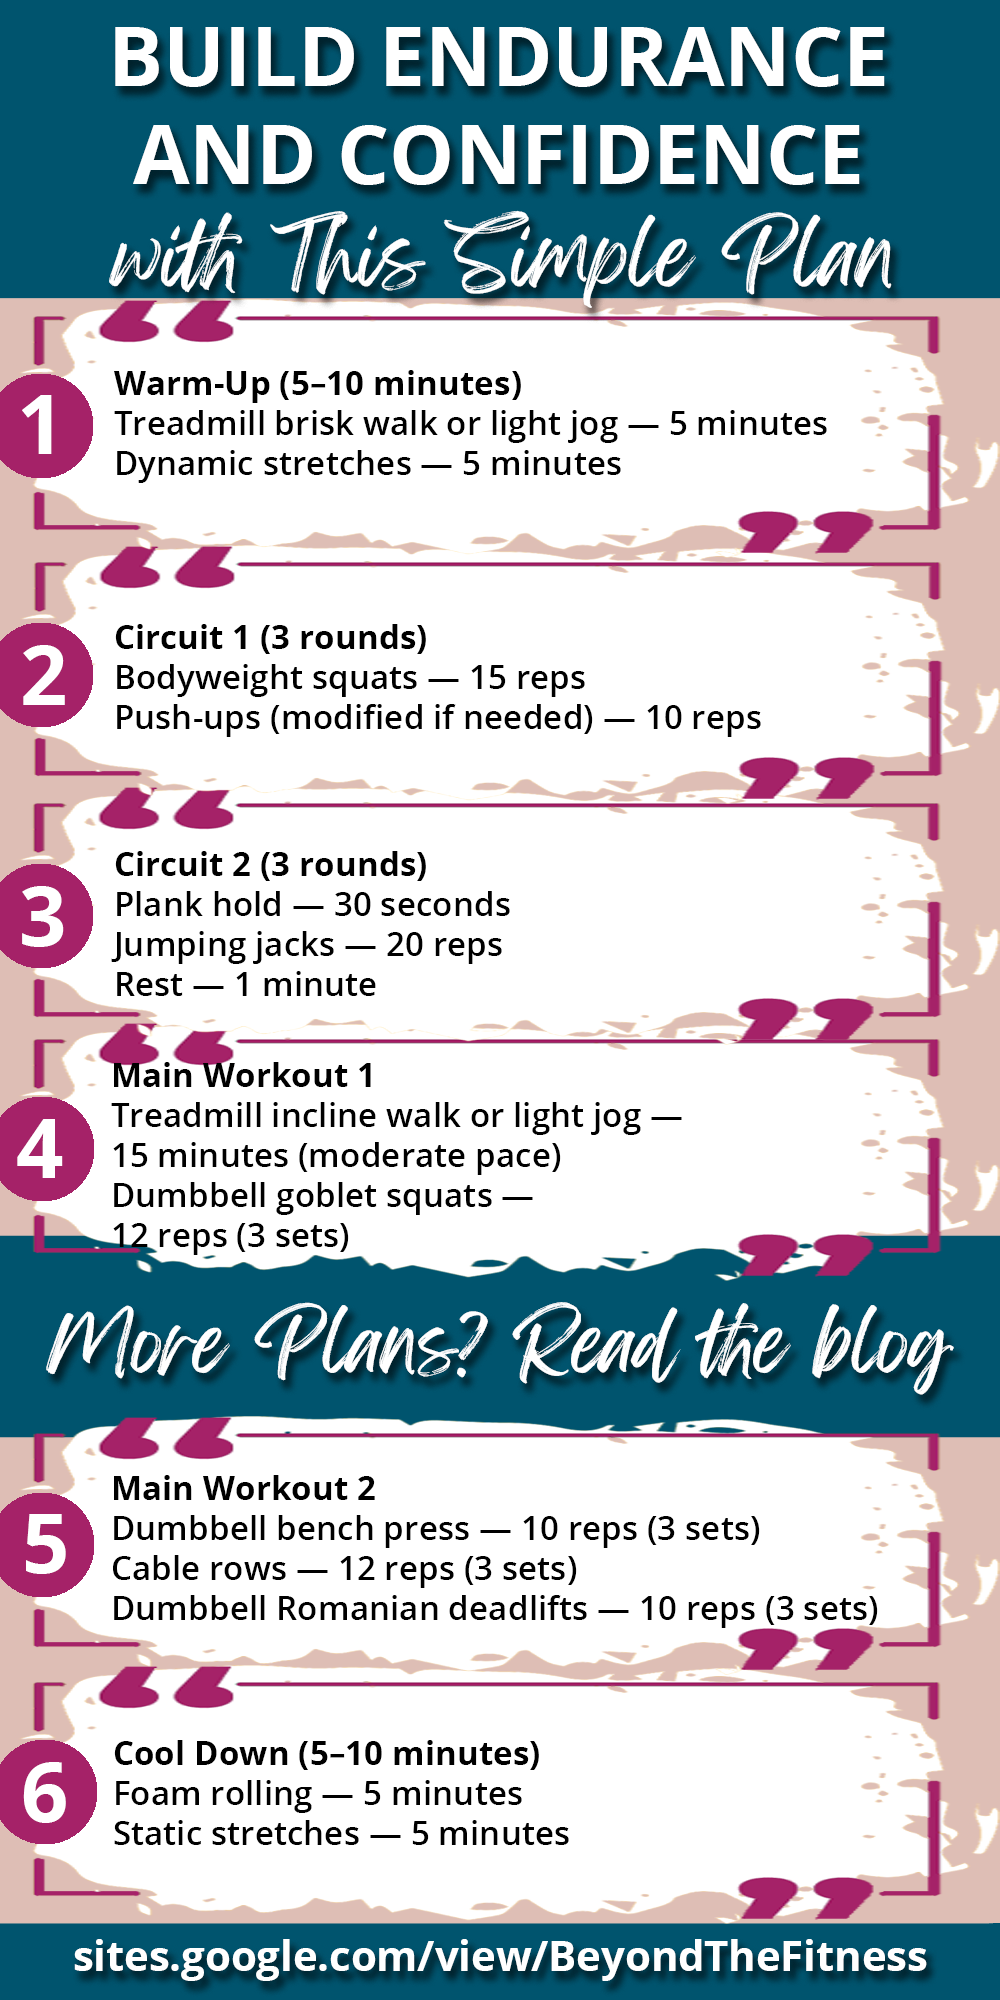 BUILD ENDURANCE
AND CONFIDENCE
with This Simple Plan
1
Warm-Up (5–10 minutes)
Treadmill brisk walk or light jog — 5 minutes
Dynamic stretches — 5 minutes
2
Circuit 1 (3 rounds)
Bodyweight squats — 15 reps
Push-ups (modified if needed) — 10 reps
3
Circuit 2 (3 rounds)
Plank hold — 30 seconds
Jumping jacks — 20 reps
Rest — 1 minute
4
Main Workout 1
Treadmill incline walk or light jog —
15 minutes (moderate pace)
Dumbbell goblet squats —
12 reps (3 sets)
More Plans? Read the blog
5
Main Workout 2
Dumbbell bench press — 10 reps (3 sets)
Cable rows — 12 reps (3 sets)
Dumbbell Romanian deadlifts — 10 reps (3 sets)
6
Cool Down (5–10 minutes)
Foam rolling — 5 minutes
Static stretches — 5 minutes
sites.google.com/view/BeyondTheFitness